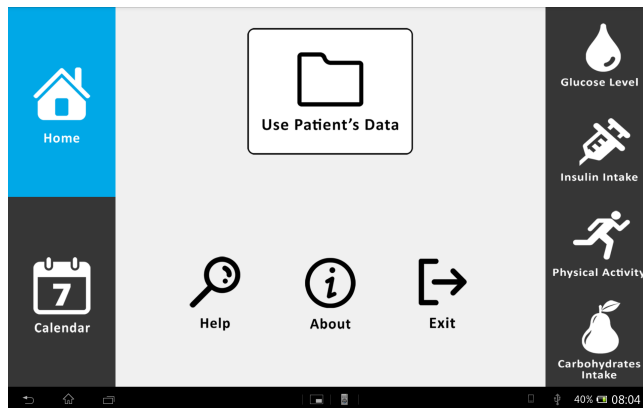 Home
Calendar
7
Use Patient's Data
Help
i
About
Exit
Glucose Level
Insulin Intake
Physical Activity
Carbohydrates
Intake
40% 08:04